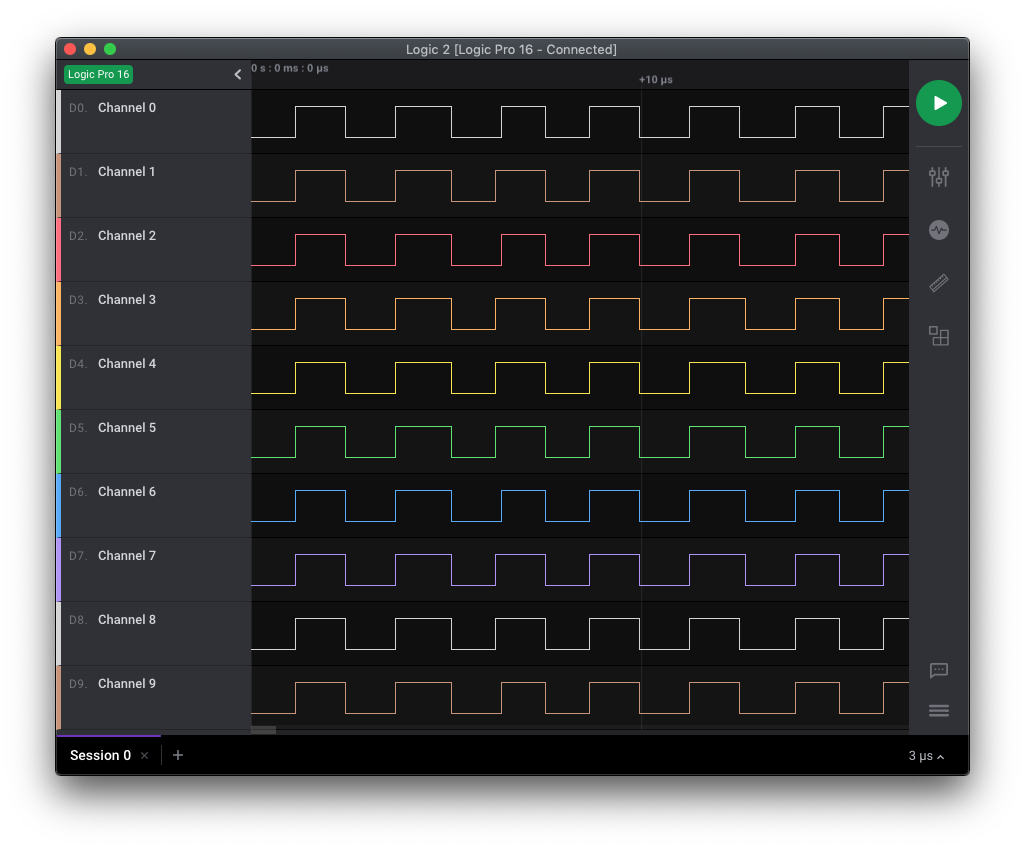 Logic 2 [Logic Pro 16 - Connected]
Logic Pro 16
0 s : 0 ms : 0 µs
+10 µs
D0. Channel 0
D1. Channel 1
D2. Channel 2
D3. Channel 3
D4. Channel 4
D5. Channel 5
D6. Channel 6
D7. Channel 7
D8. Channel 8
D9. Channel 9
Session 0
3 µs